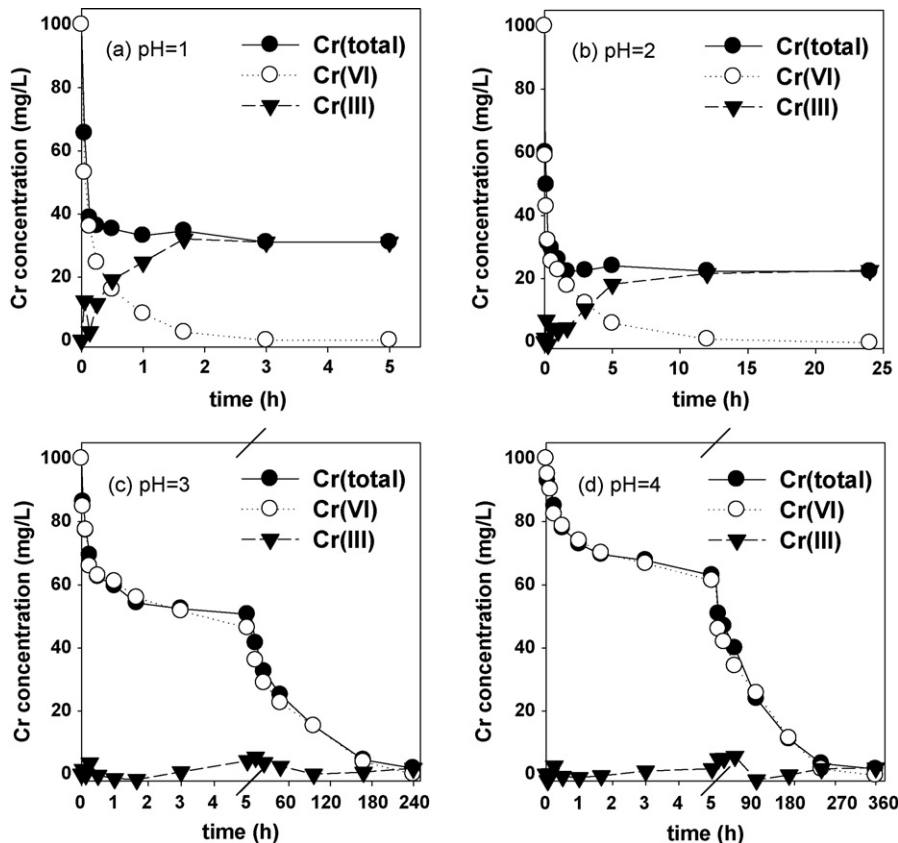 (a) pH=1
Cr(total)
Cr(VI)
Cr(III)
Cr concentration (mg/L)
100
80
60
40
20
0
0 1 2 3 4 5
time (h)
(b) pH=2
Cr(total)
Cr(VI)
Cr(III)
Cr concentration (mg/L)
100
80
60
40
20
0
0 5 10 15 20 25
time (h)
(c) pH=3
Cr(total)
Cr(VI)
Cr(III)
Cr concentration (mg/L)
100
80
60
40
20
0
0 1 2 3 5 60 120 180 240
time (h)
(d) pH=4
Cr(total)
Cr(VI)
Cr(III)
Cr concentration (mg/L)
100
80
60
40
20
0
0 1 2 3 4 5 90 180 270 360
time (h)